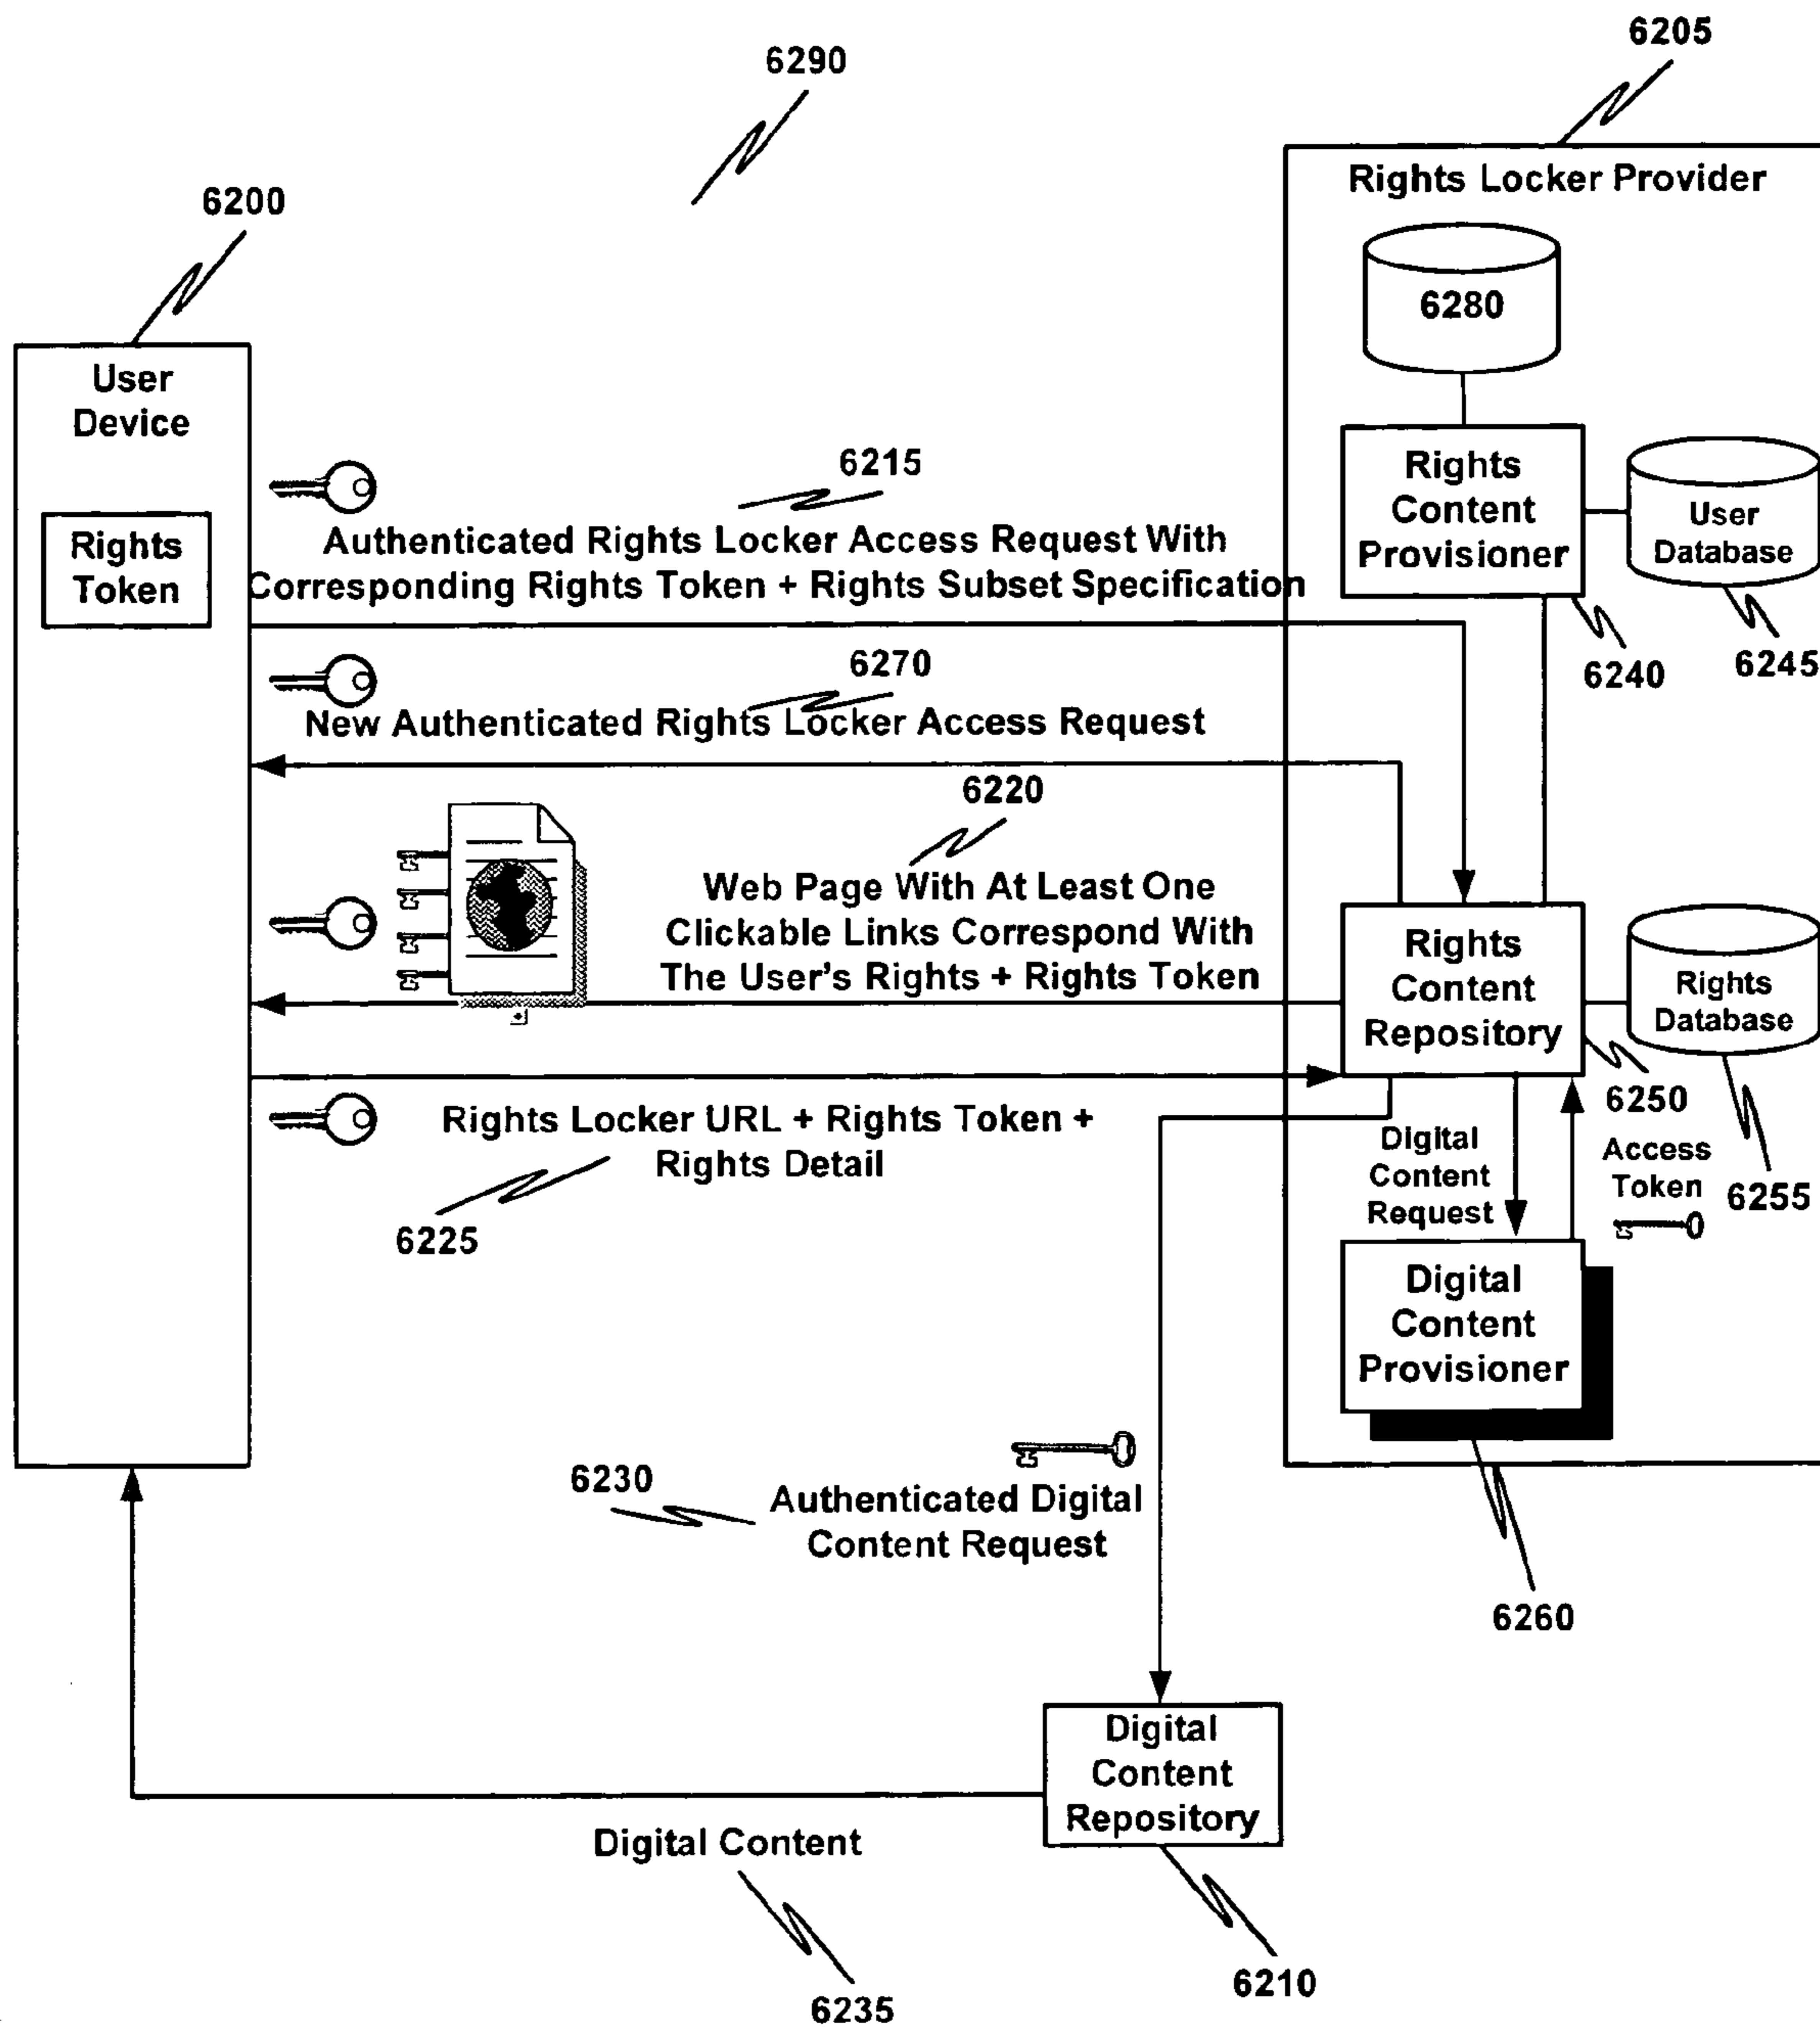 6205
6290
Rights Locker Provider
6200
6280
User
Device
Rights
Content
Provisioner
User
Database
6215
Rights
Token
Authenticated Rights Locker Access Request With
Corresponding Rights Token + Rights Subset Specification
6270
6240
6245
New Authenticated Rights Locker Access Request
6220
Web Page With At Least One
Clickable Links Correspond With
The User's Rights + Rights Token
Rights
Content
Repository
Rights
Database
6250
Rights Locker URL + Rights Token +
Rights Detail
6225
Digital
Content
Request
Access
Token
6255
Digital
Content
Provisioner
6230
Authenticated Digital
Content Request
6260
Digital
Content
Repository
Digital Content
6210
6235